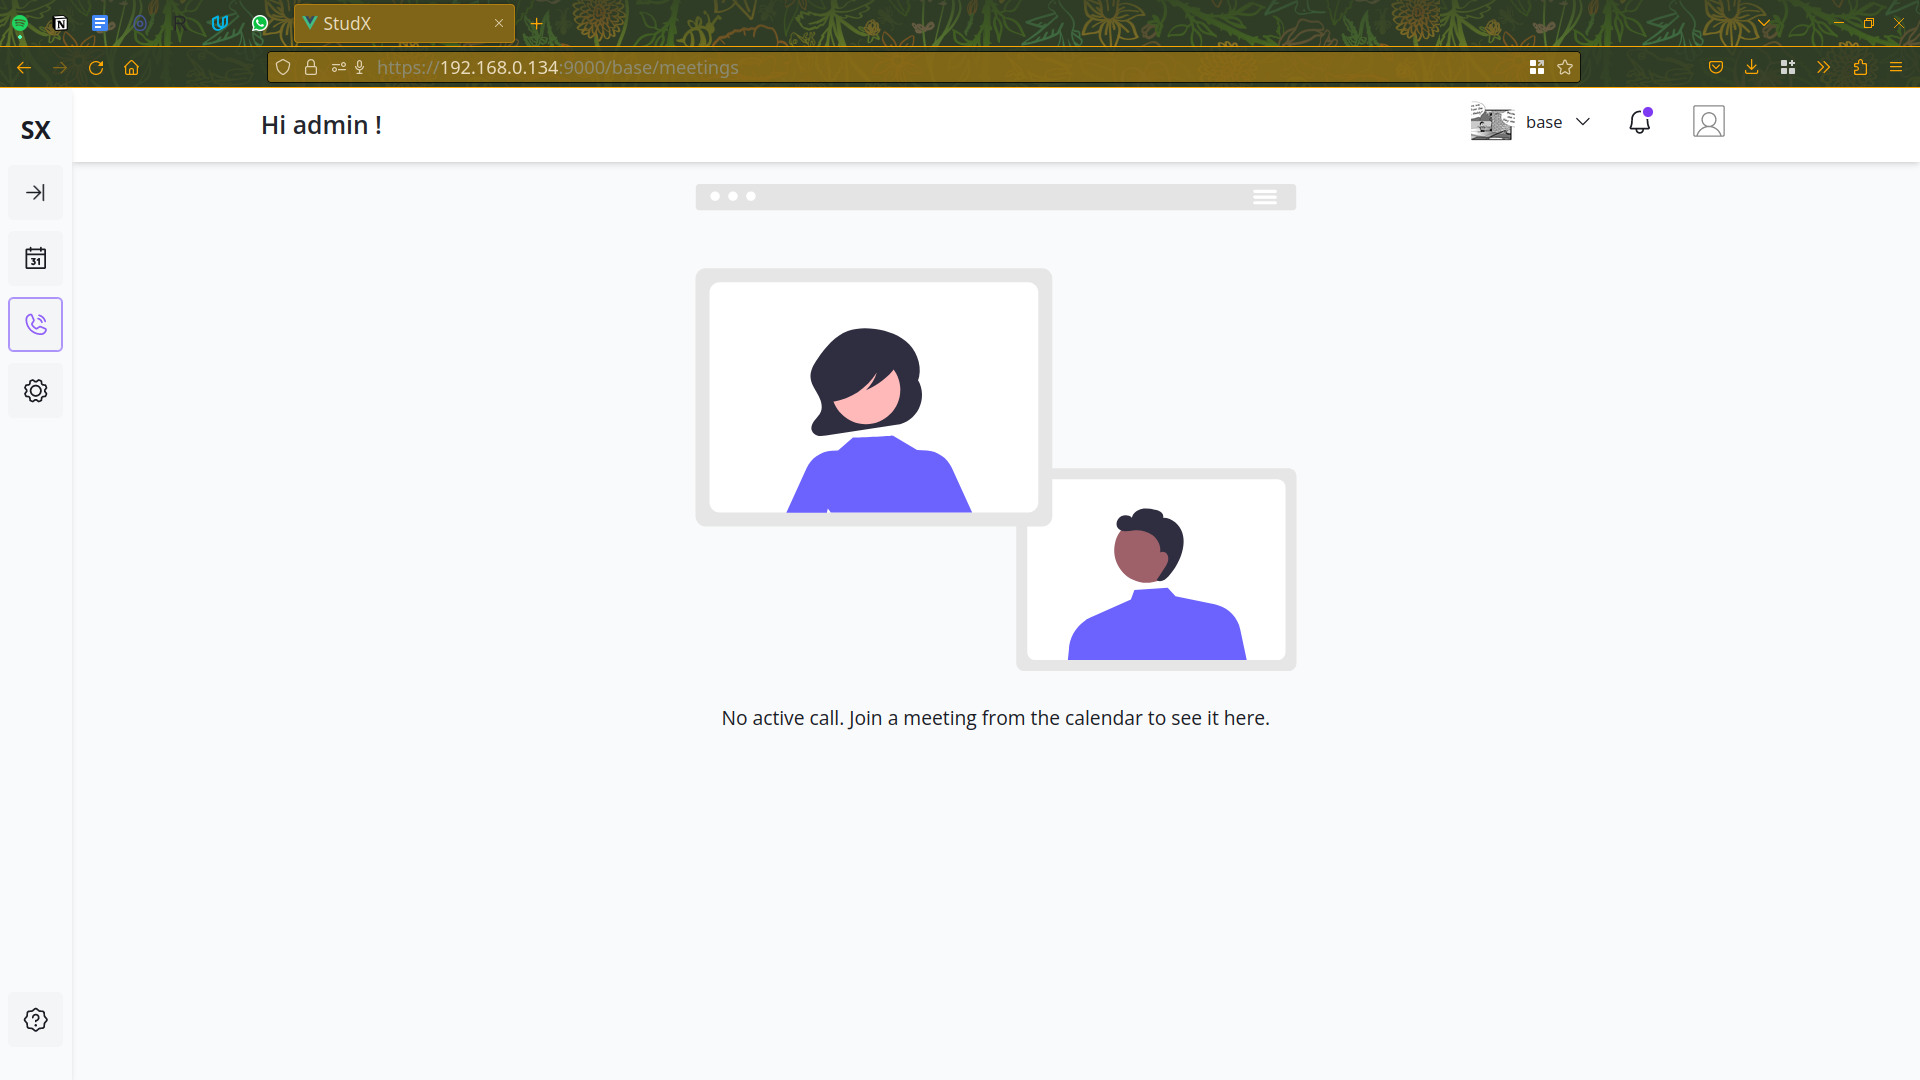 StudX
https://192.168.0.134:9000/base/meetings
SX
Hi admin !
base
31
No active call. Join a meeting from the calendar to see it here.